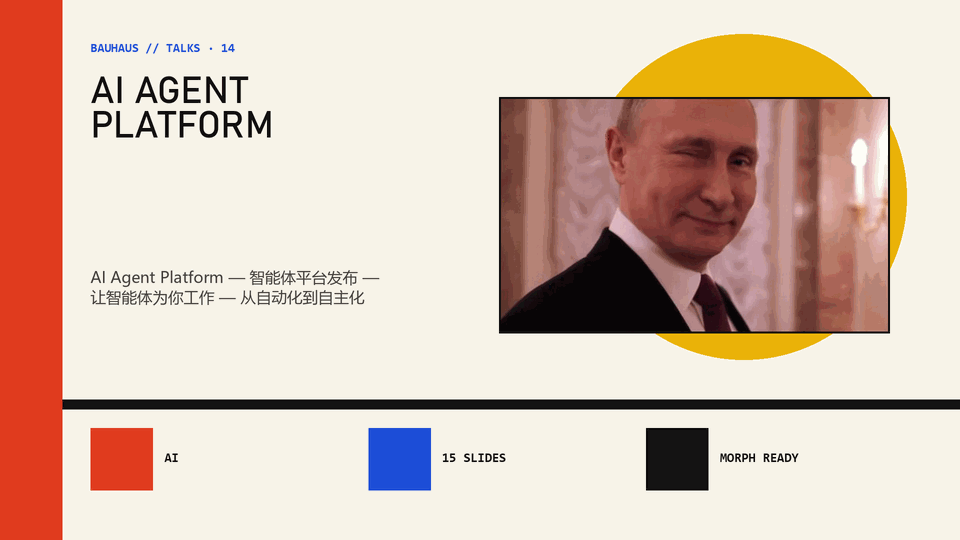 BAUHAUS // TALKS · 14
AI AGENT
PLATFORM
AI Agent Platform — 智能体平台发布 —
让智能体为你工作 — 从自动化到自主化
AI
15 SLIDES
MORPH READY